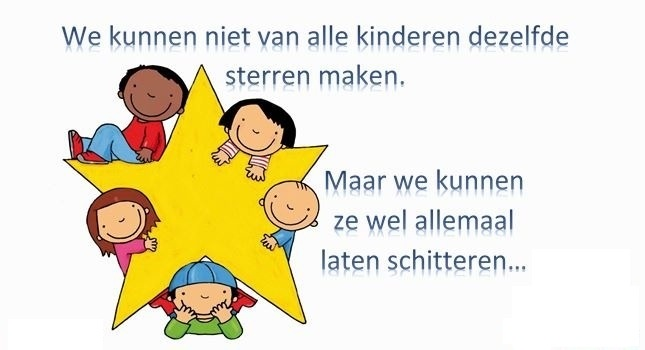 We kunnen niet van alle kinderen dezelfde
sterren maken.
Maar we kunnen
ze wel allemaal
laten schitteren...